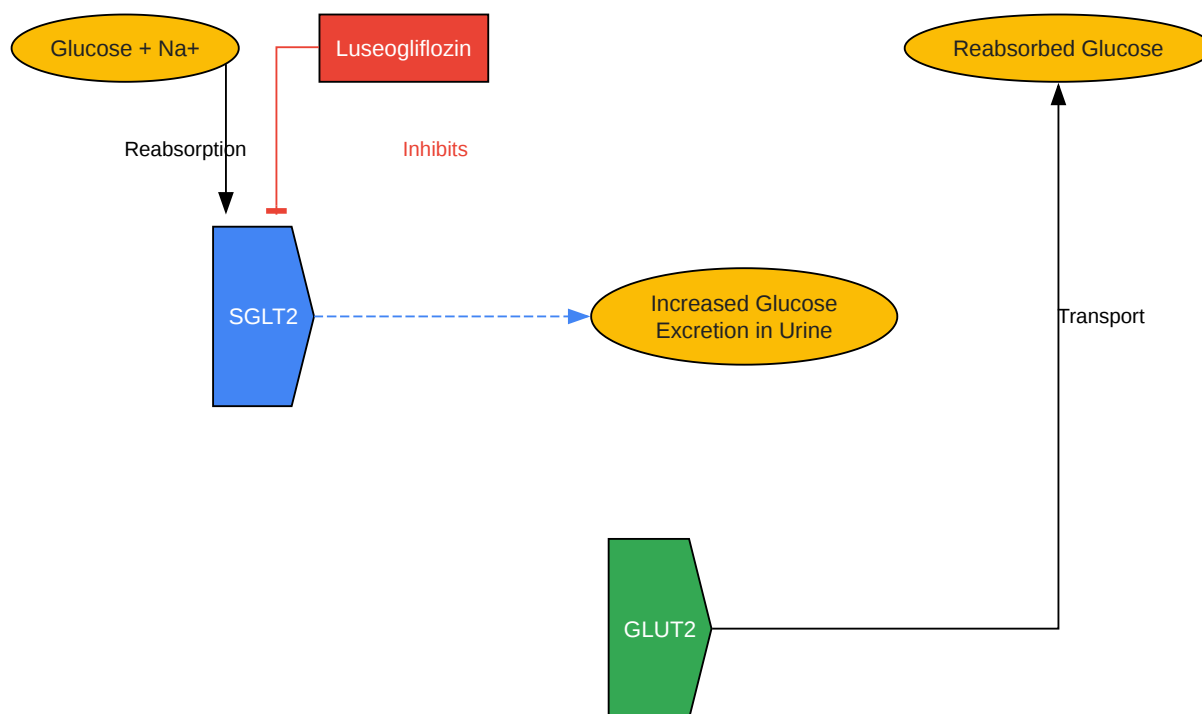 Glucose + Na+
Luseogliflozin
Reabsorbed Glucose
Reabsorption
Inhibits
SGLT2
Increased Glucose
Excretion in Urine
Transport
GLUT2